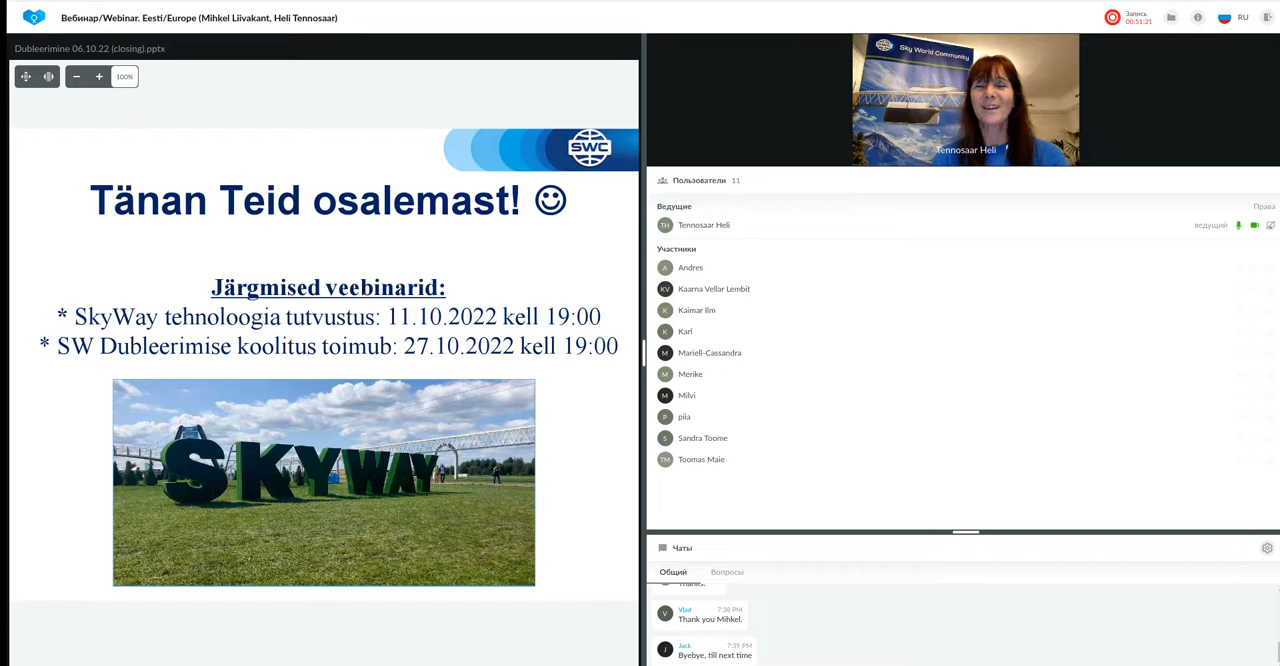 Вебинар/Webinar. Eesti/Europe (Mihkel Liivakant, Heli Tennosaar)
Запись
00:51:21
RU
Dubleerimine 06.10.22 (closing).pptx
100%
SWC
Tänan Teid osalemast! ☺
Järgmised veebinarid:
* SkyWay tehnoloogia tutvustus: 11.10.2022 kell 19:00
* SW Dubleerimise koolitus toimub: 27.10.2022 kell 19:00
SKYWAY
Sky World Community
Tennosaar Heli
Пользователи 11
Ведущие Права
TH Tennosaar Heli ведущий
Участники
A Andres
KV Kaarna Vellar Lembit
K Kaimar Ilm
K Karl
M Mariell-Cassandra
M Merike
M Milvi
P piia
S Sandra Toome
TM Toomas Maie
Чаты
Общий Вопросы
Thanks.
V Vlad 7:38 PM
Thank you Mihkel.
J Jack 7:39 PM
Byebye, till next time